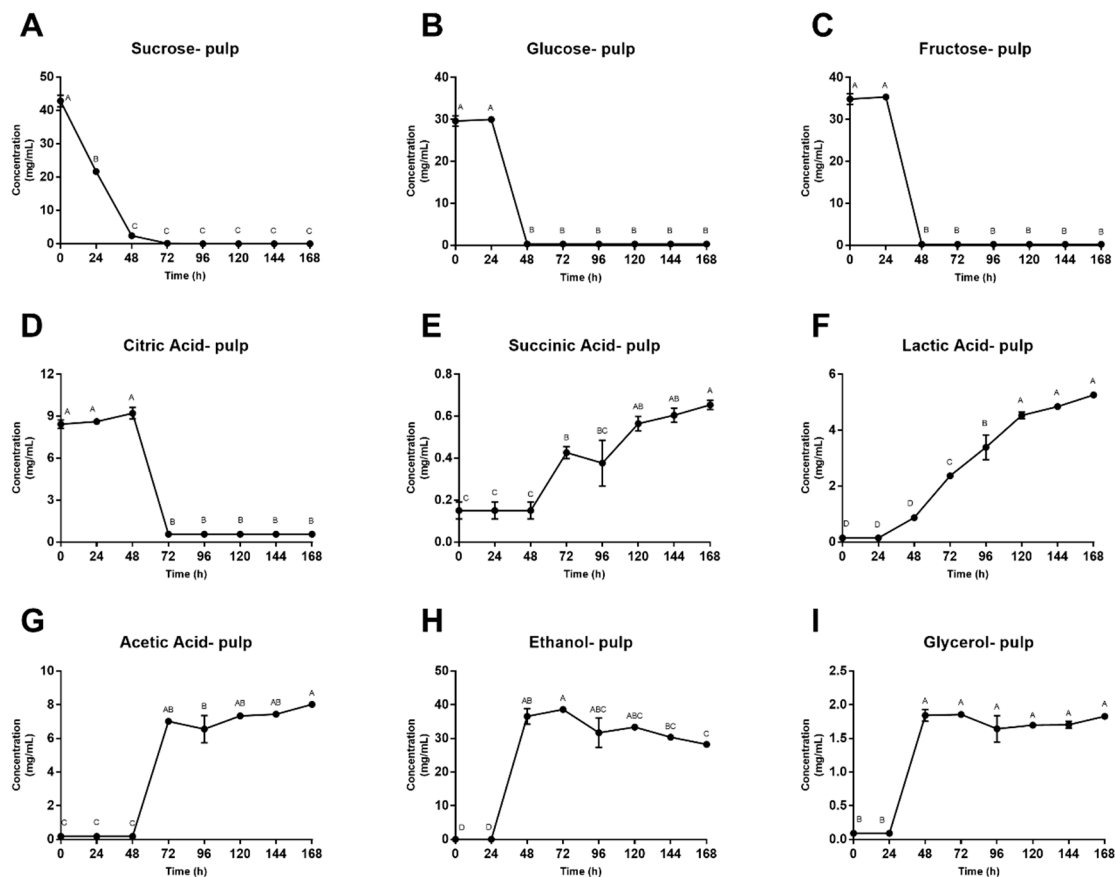 A
Sucrose- pulp
Concentration
(mg/mL)
50
40
30
20
10
0
A
B
C
C
C
C
C
C
0 24 48 72 96 120 144 168
Time (h)
B
Glucose- pulp
Concentration
(mg/mL)
40
30
20
10
0
A A
B B B B B B
0 24 48 72 96 120 144 168
Time (h)
C
Fructose- pulp
Concentration
(mg/mL)
40
30
20
10
0
A A
B B B B B B
0 24 48 72 96 120 144 168
Time (h)
D
Citric Acid- pulp
Concentration
(mg/mL)
12
9
6
3
0
A A A
B B B B B
0 24 48 72 96 120 144 168
Time (h)
E
Succinic Acid- pulp
Concentration
(mg/mL)
0.8
0.6
0.4
0.2
0.0
C C C B BC AB AB A
0 24 48 72 96 120 144 168
Time (h)
F
Lactic Acid- pulp
Concentration
(mg/mL)
6
4
2
0
D D D C B A A A
0 24 48 72 96 120 144 168
Time (h)
G
Acetic Acid- pulp
Concentration
(mg/mL)
10
8
6
4
2
0
C C C AB B AB AB A
0 24 48 72 96 120 144 168
Time (h)
H
Ethanol- pulp
Concentration
(mg/mL)
50
40
30
20
10
0
D D AB A ABC ABC BC C
0 24 48 72 96 120 144 168
Time (h)
I
Glycerol- pulp
Concentration
(mg/mL)
2.5
2.0
1.5
1.0
0.5
0.0
B B A A A A A A
0 24 48 72 96 120 144 168
Time (h)